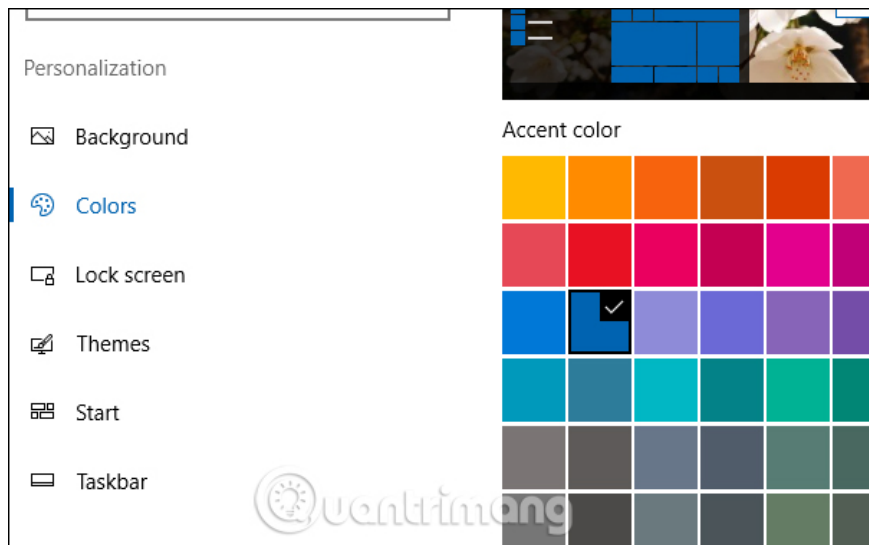 Personalization
Background
Colors
Lock screen
Themes
Start
Taskbar
Accent color
Quantrimang